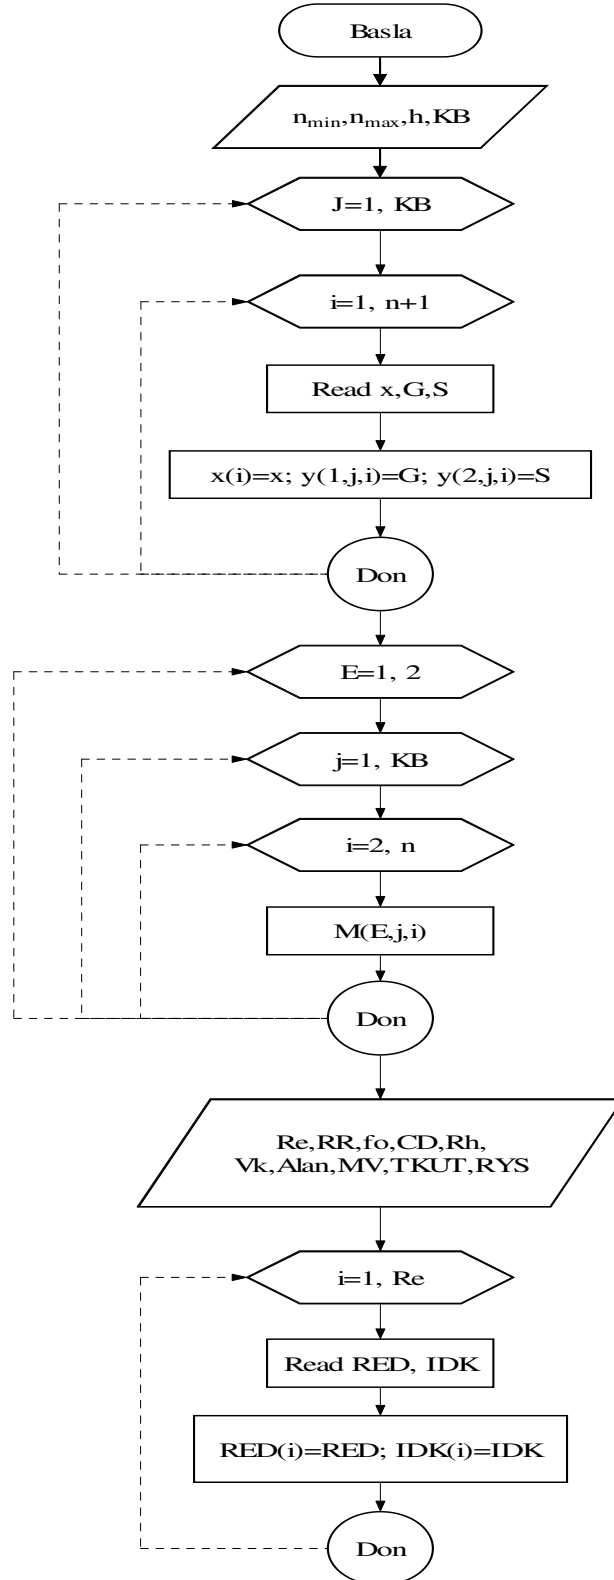 Basla
nmin,nmax,h,KB
J=1, KB
i=1, n+1
Read x,G,S
x(i)=x; y(1,j,i)=G; y(2,j,i)=S
Don
E=1, 2
j=1, KB
i=2, n
M(E,j,i)
Don
Re,RR,fo,CD,Rh,
Vk,Alan,MV,TKUT,RYS
i=1, Re
Read RED, IDK
RED(i)=RED; IDK(i)=IDK
Don